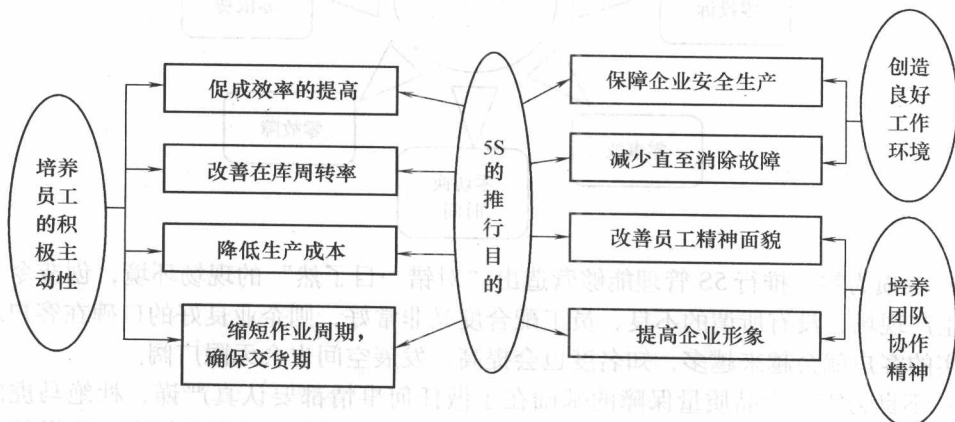 培养
员工
的积
极主
动性
促成效率的提高
改善在库周转率
降低生产成本
缩短作业周期，
确保交货期
5S
的
推
行
目
的
保障企业安全生产
减少直至消除故障
改善员工精神面貌
提高企业形象
创造
良好
工作
环境
培养
团队
协作
精神